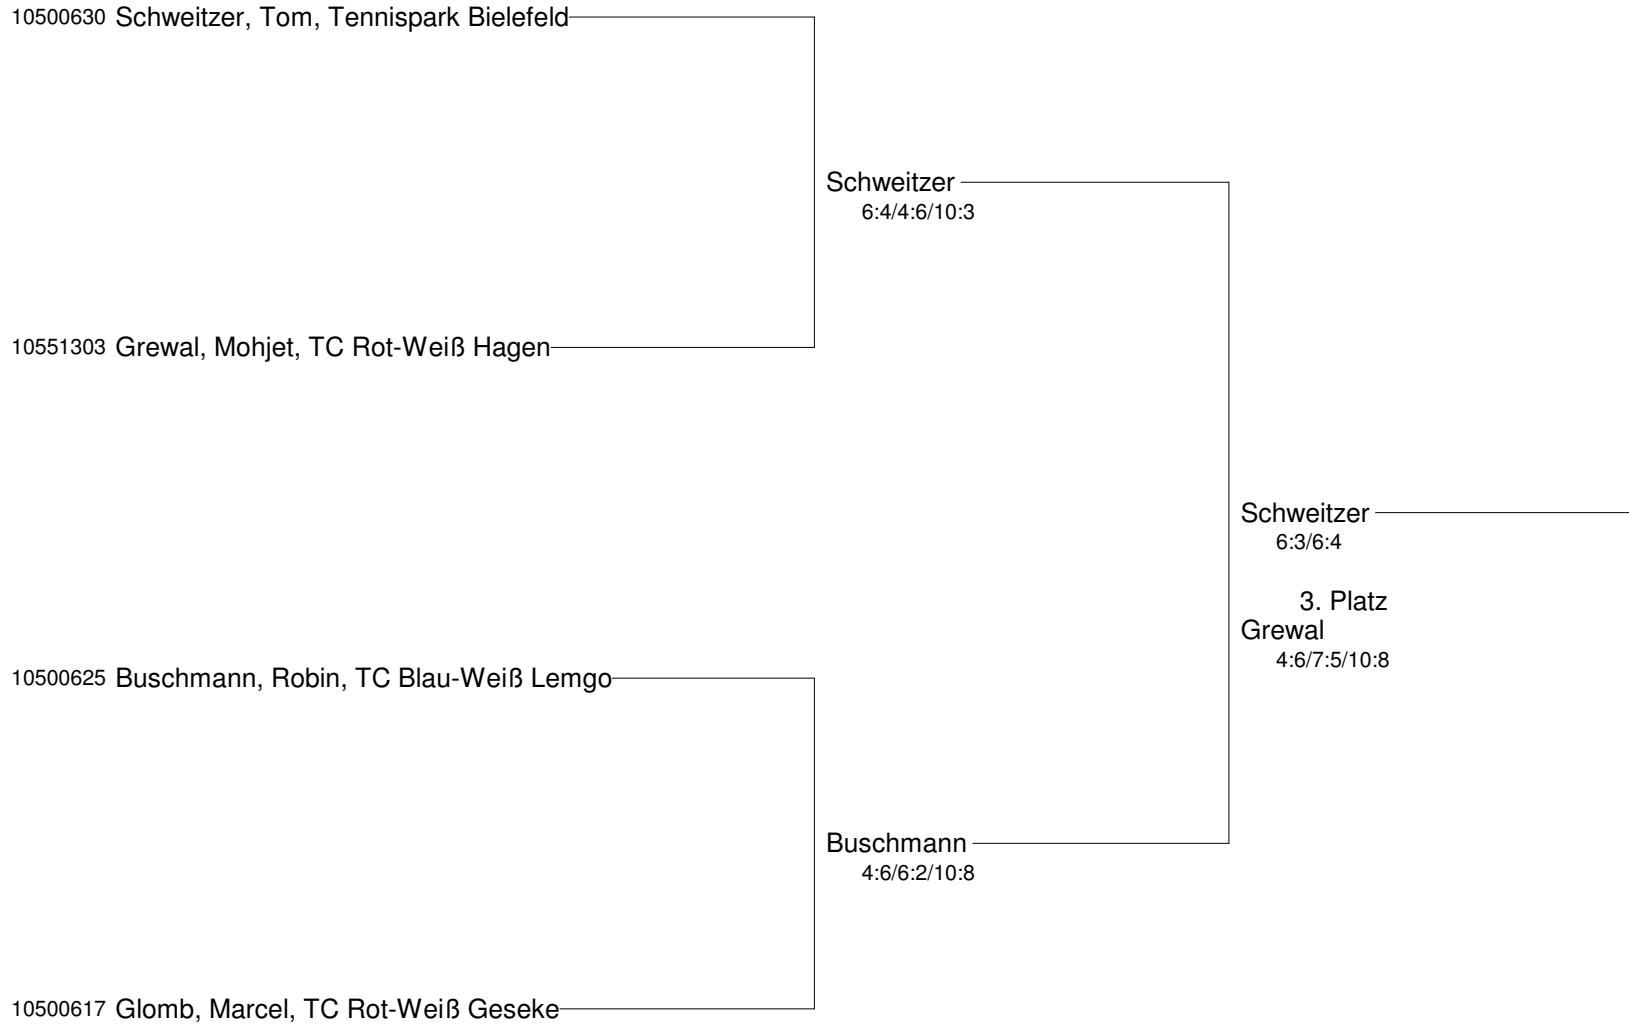 10500630 Schweitzer, Tom, Tennispark Bielefeld
Schweitzer
6:4/4:6/10:3
10551303 Grewal, Mohjet, TC Rot-Weiß Hagen
Schweitzer
6:3/6:4
3. Platz
Grewal
4:6/7:5/10:8
10500625 Buschmann, Robin, TC Blau-Weiß Lemgo
Buschmann
4:6/6:2/10:8
10500617 Glomb, Marcel, TC Rot-Weiß Geseke